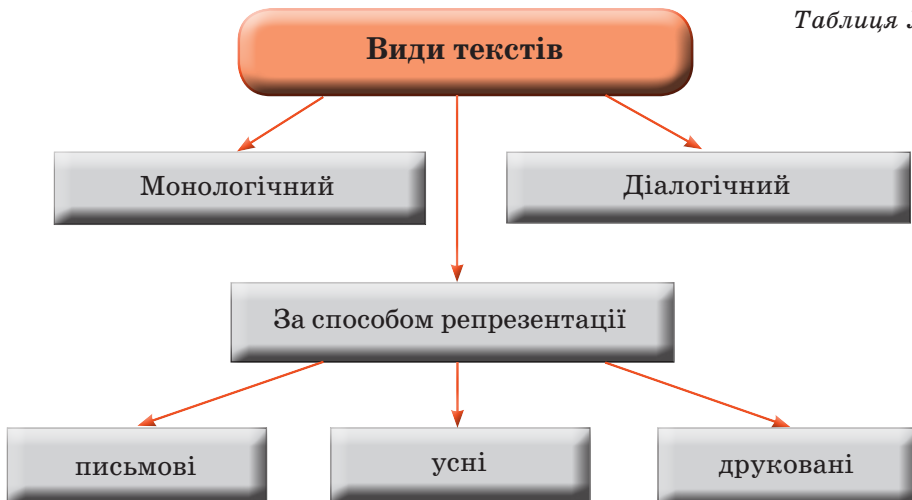 Таблиця
Види текстів
Монологічний
Діалогічний
За способом репрезентації
письмові
усні
друковані